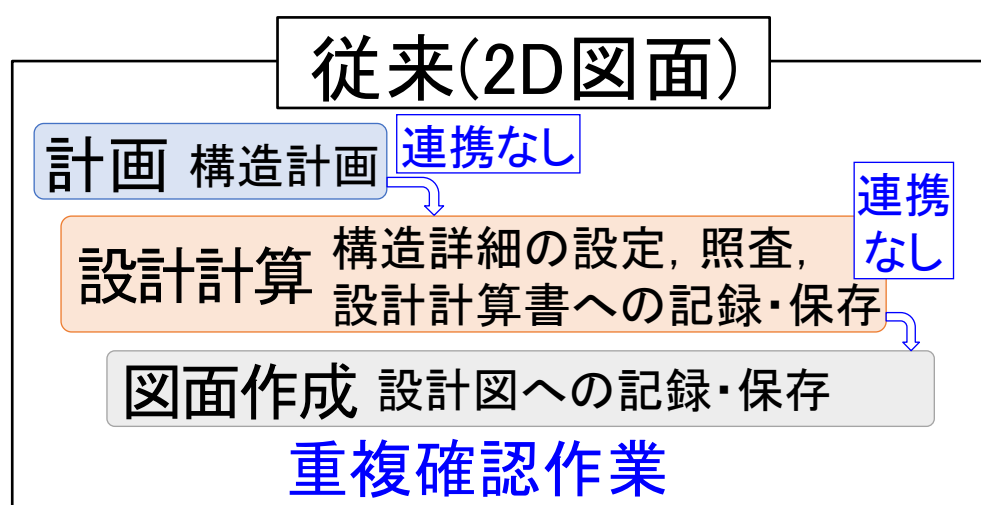 従来(2D図面)
計画 構造計画
連携なし
設計計算 構造詳細の設定, 照査,
設計計算書への記録・保存
連携
なし
図面作成 設計図への記録・保存
重複確認作業